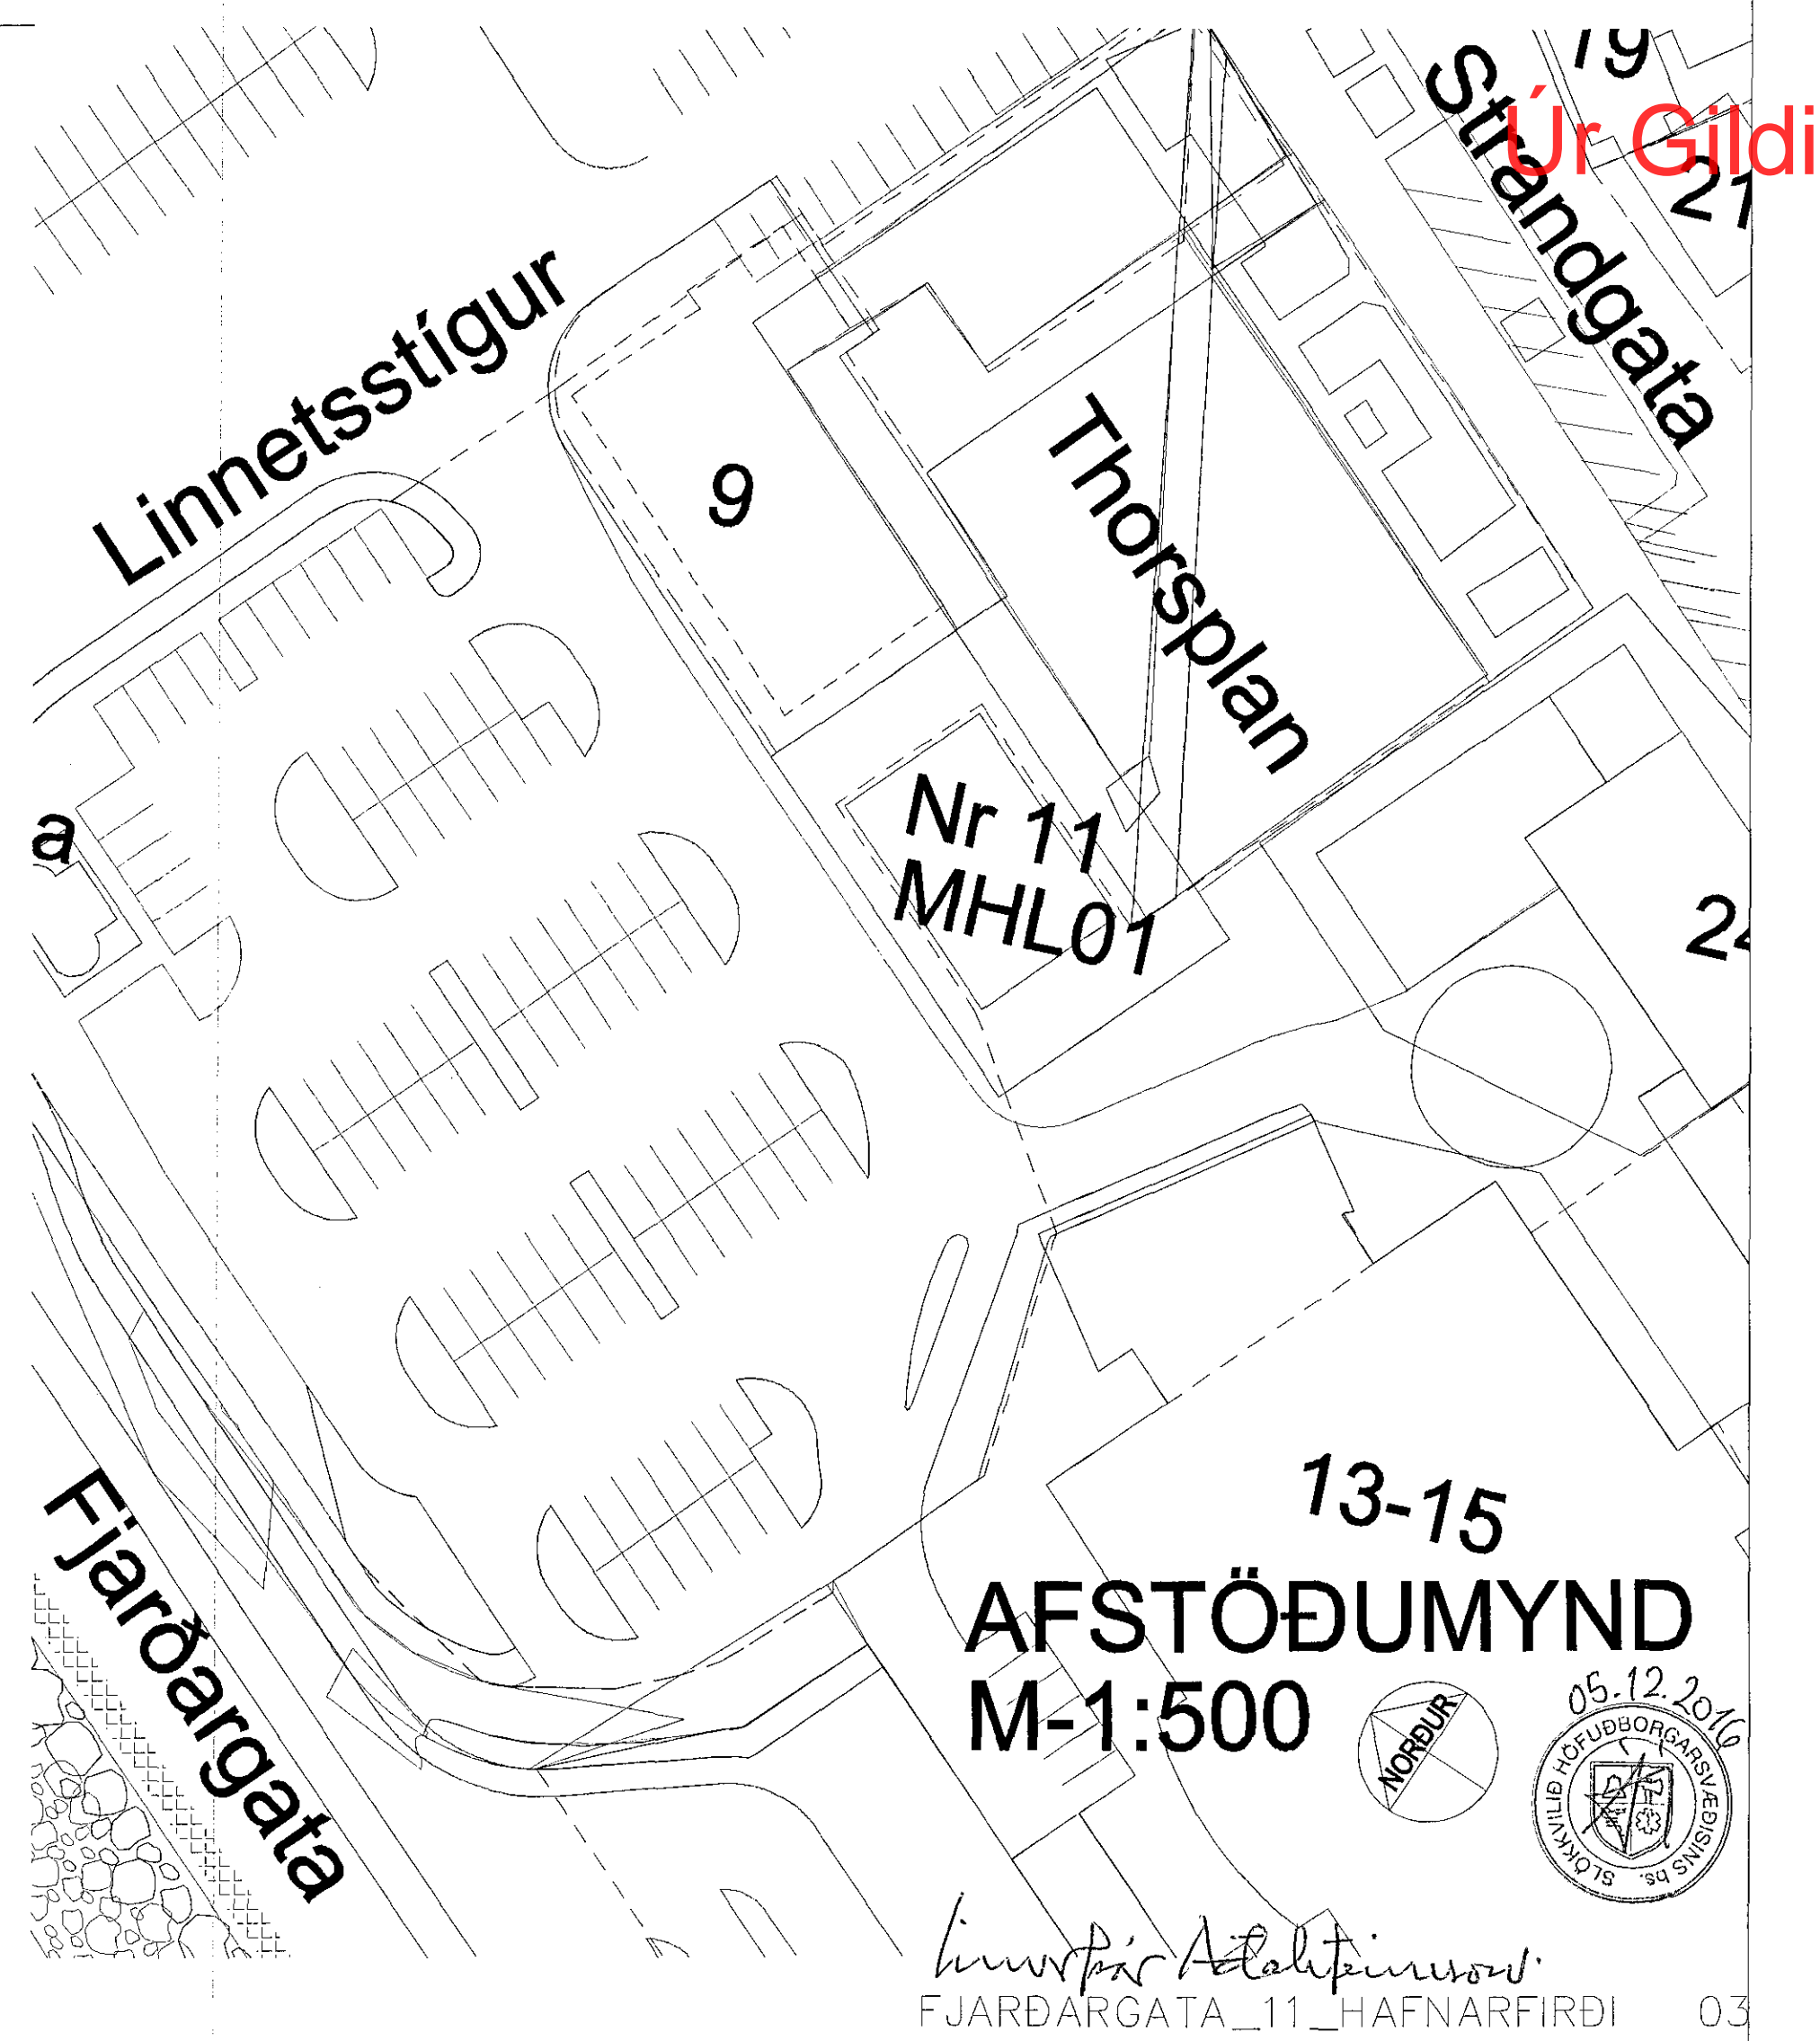 19
Strandgata
Úr Gildi
21
Linnetsstígur
9
Thorsplan
a
Nr 11
MHL01
24
13-15
Fjarðargata
AFSTÖÐUMYND
M-1:500
NORÐUR
05.12.2016
SLÖKKVILIÐ HÖFUÐBORGARSVÆÐISINS bs.
FJARÐARGATA_11_HAFNARFIRÐI 03